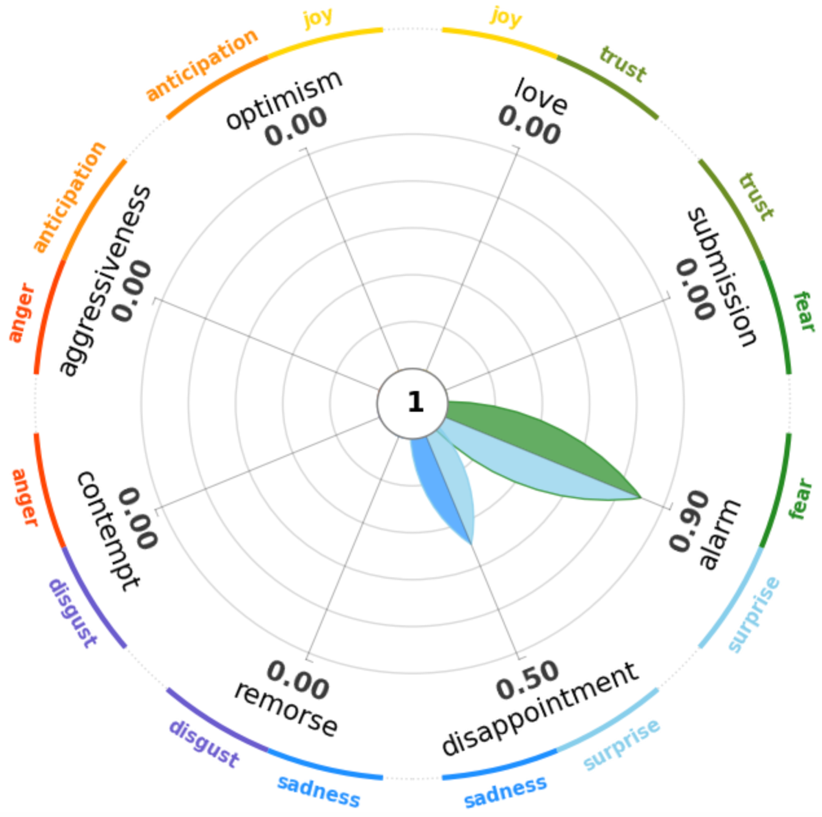 joy
joy
anticipation
trust
optimism
0.00
love
0.00
anticipation
trust
aggressiveness
0.00
submission
0.00
anger
fear
1
anger
fear
contempt
0.00
0.90
alarm
disgust
surprise
remorse
0.00
0.50
disappointment
disgust
surprise
sadness
sadness